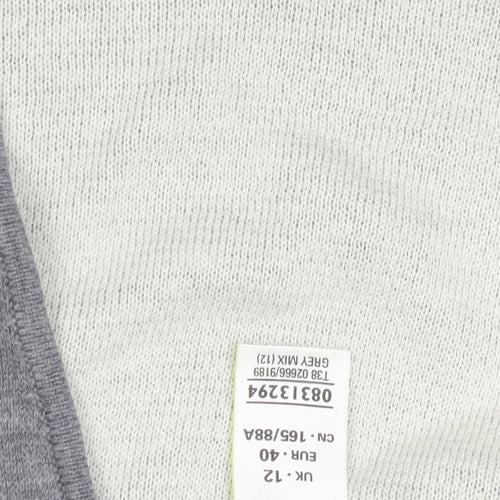 UK · 12
EUR · 40
CN · 165/88A
08313294
T38 02666/9189
GREY MIX (12)